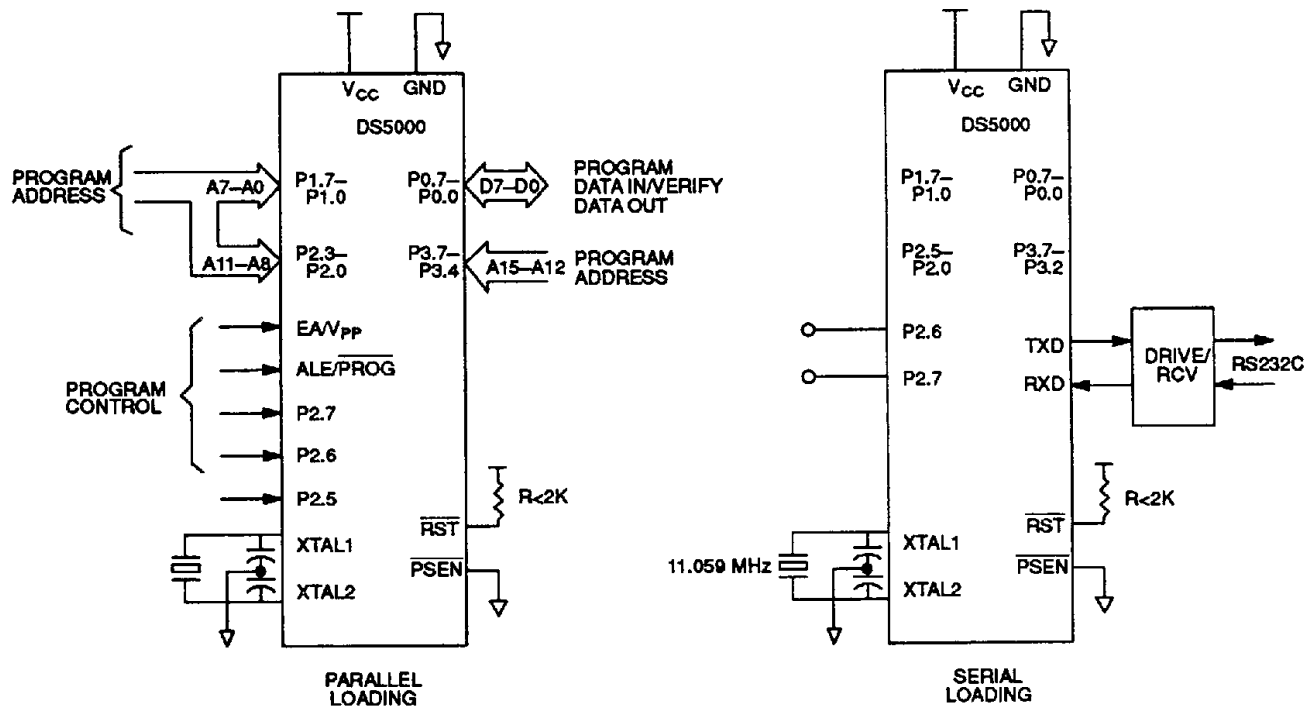 VCC
GND
DS5000
PROGRAM
ADDRESS
A7–A0
P1.7–
P1.0
P0.7–
P0.0
D7–D0
PROGRAM
DATA IN/VERIFY
DATA OUT
A11–A8
P2.3–
P2.0
P3.7–
P3.4
A15–A12
PROGRAM
ADDRESS
PROGRAM
CONTROL
EA/VPP
ALE/PROG
P2.7
P2.6
P2.5
R<2K
RST
XTAL1
PSEN
XTAL2
PARALLEL
LOADING
VCC
GND
DS5000
P1.7–
P1.0
P0.7–
P0.0
P2.5–
P2.0
P3.7–
P3.2
P2.6
TXD
P2.7
RXD
DRIVE/
RCV
RS232C
R<2K
RST
11.059 MHz
XTAL1
PSEN
XTAL2
SERIAL
LOADING